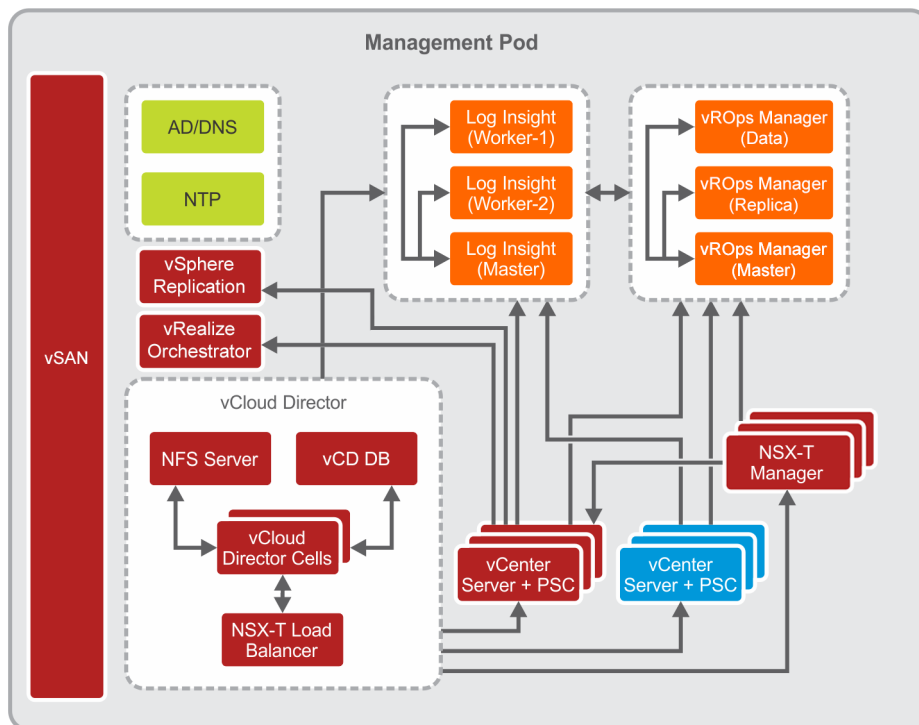 Management Pod
vSAN
AD/DNS
NTP
Log Insight
(Worker-1)
Log Insight
(Worker-2)
Log Insight
(Master)
vROps Manager
(Data)
vROps Manager
(Replica)
vROps Manager
(Master)
vSphere
Replication
vRealize
Orchestrator
vCloud Director
NFS Server
vCD DB
vCloud
Director Cells
NSX-T Load
Balancer
vCenter
Server + PSC
vCenter
Server + PSC
NSX-T
Manager